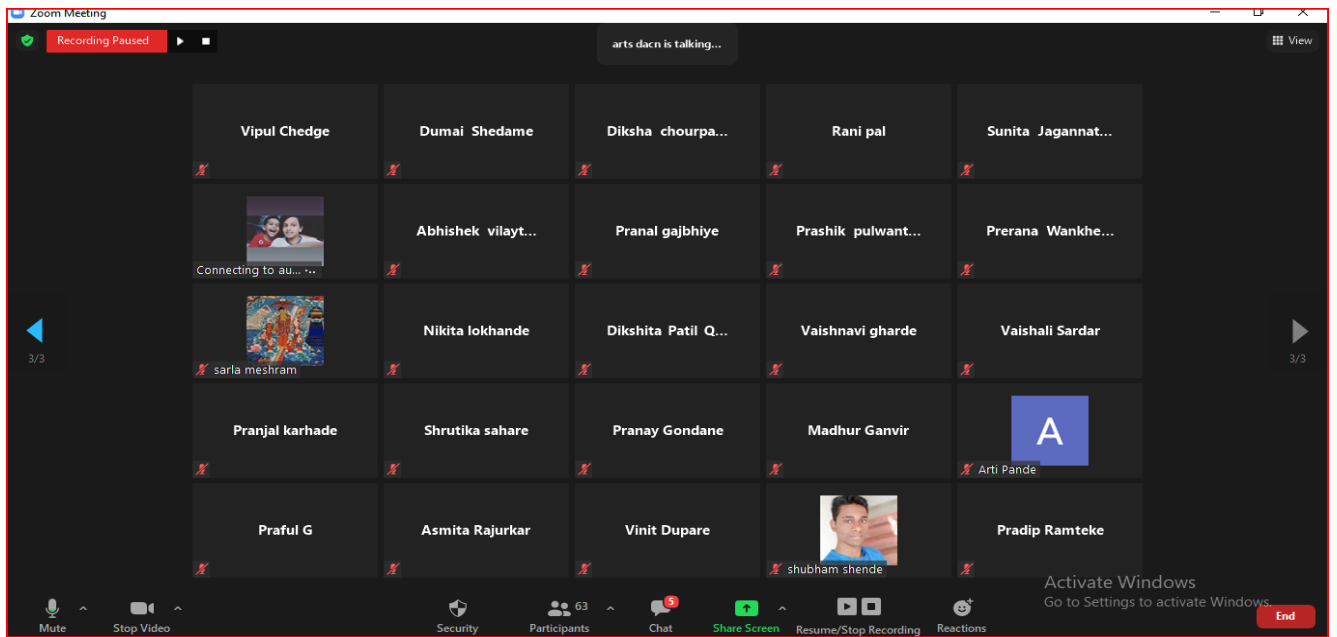 Zoom Meeting
Recording Paused
arts dacn is talking...
View
Vipul Chedge
Dumai Shedame
Diksha chourpa...
Rani pal
Sunita Jagannat...
Connecting to au... ...
Abhishek vilayt...
Pranal gajbhiye
Prashik pulwant...
Prerana Wankhe...
sarla meshram
Nikita lokhande
Dikshita Patil Q...
Vaishnavi gharde
Vaishali Sardar
3/3
3/3
Pranjal karhade
Shrutika sahare
Pranay Gondane
Madhur Ganvir
A
Arti Pande
Praful G
Asmita Rajurkar
Vinit Dupare
shubham shende
Pradip Ramteke
Activate Windows
Go to Settings to activate Windows.
Mute
Stop Video
Security
63
Participants
5
Chat
Share Screen
Resume/Stop Recording
Reactions
End